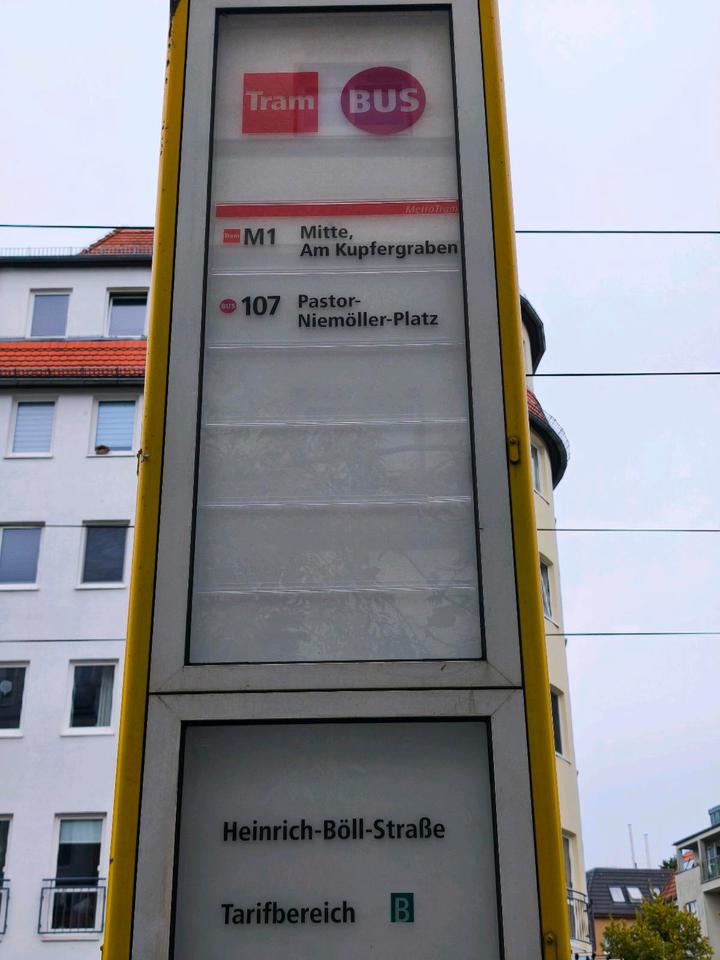 Tram BUS
MetroTram
Tram M1 Mitte,
Am Kupfergraben
BUS 107 Pastor-
Niemöller-Platz
Heinrich-Böll-Straße
Tarifbereich B